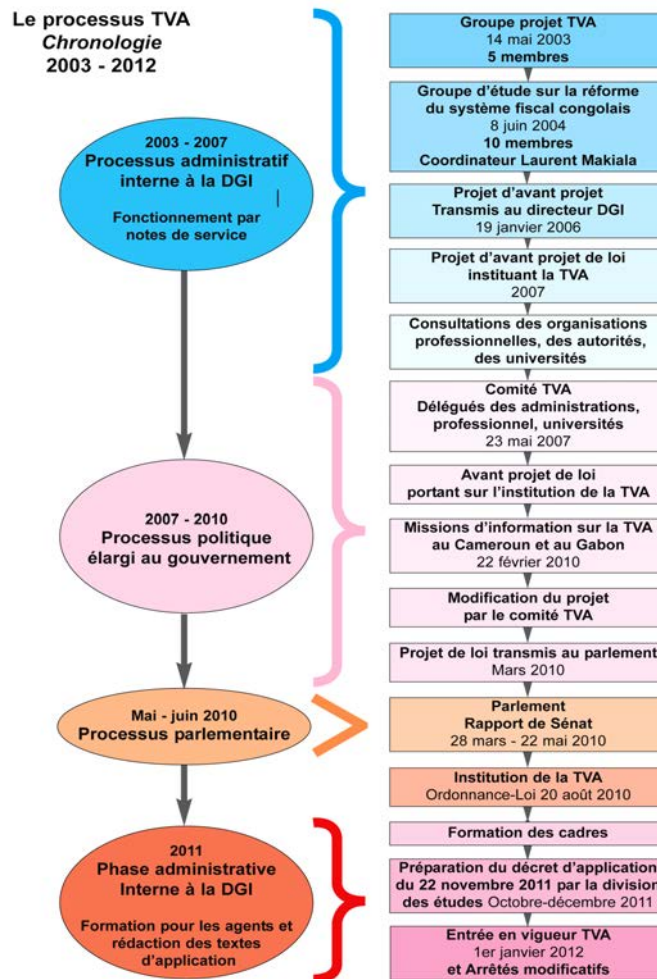 Le processus TVA
Chronologie
2003 - 2012
2003 - 2007
Processus administratif
interne à la DGI
Fonctionnement par
notes de service
2007 - 2010
Processus politique
élargi au gouvernement
Mai - juin 2010
Processus parlementaire
2011
Phase administrative
Interne à la DGI
Formation pour les agents et
rédaction des textes
d'application
Groupe projet TVA
14 mai 2003
5 membres
Groupe d'étude sur la réforme
du système fiscal congolais
8 juin 2004
10 membres
Coordinateur Laurent Makiala
Projet d'avant projet
Transmis au directeur DGI
19 janvier 2006
Projet d'avant projet de loi
instituant la TVA
2007
Consultations des organisations
professionnelles, des autorités,
des universités
Comité TVA
Délégués des administrations,
professionnel, universités
23 mai 2007
Avant projet de loi
portant sur l'institution de la TVA
Missions d'information sur la TVA
au Cameroun et au Gabon
22 février 2010
Modification du projet
par le comité TVA
Projet de loi transmis au parlement
Mars 2010
Parlement
Rapport de Sénat
28 mars - 22 mai 2010
Institution de la TVA
Ordonnance-Loi 20 août 2010
Formation des cadres
Préparation du décret d'application
du 22 novembre 2011 par la division
des études Octobre-décembre 2011
Entrée en vigueur TVA
1er janvier 2012
et Arrêtés modificatifs